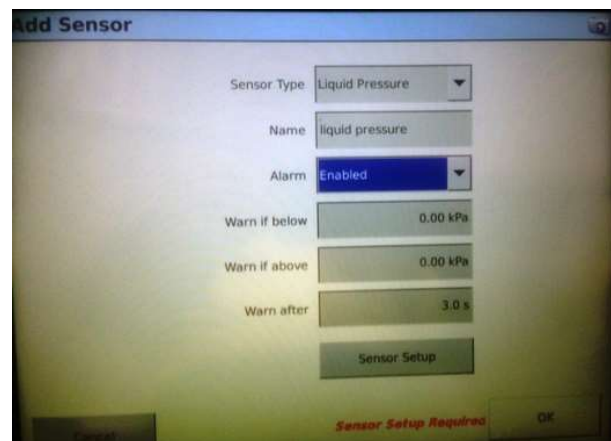 Add Sensor
Sensor Type Liquid Pressure
Name liquid pressure
Alarm Enabled
Warn if below 0.00 kPa
Warn if above 0.00 kPa
Warn after 3.0 s
Sensor Setup
Cancel Sensor Setup Required OK